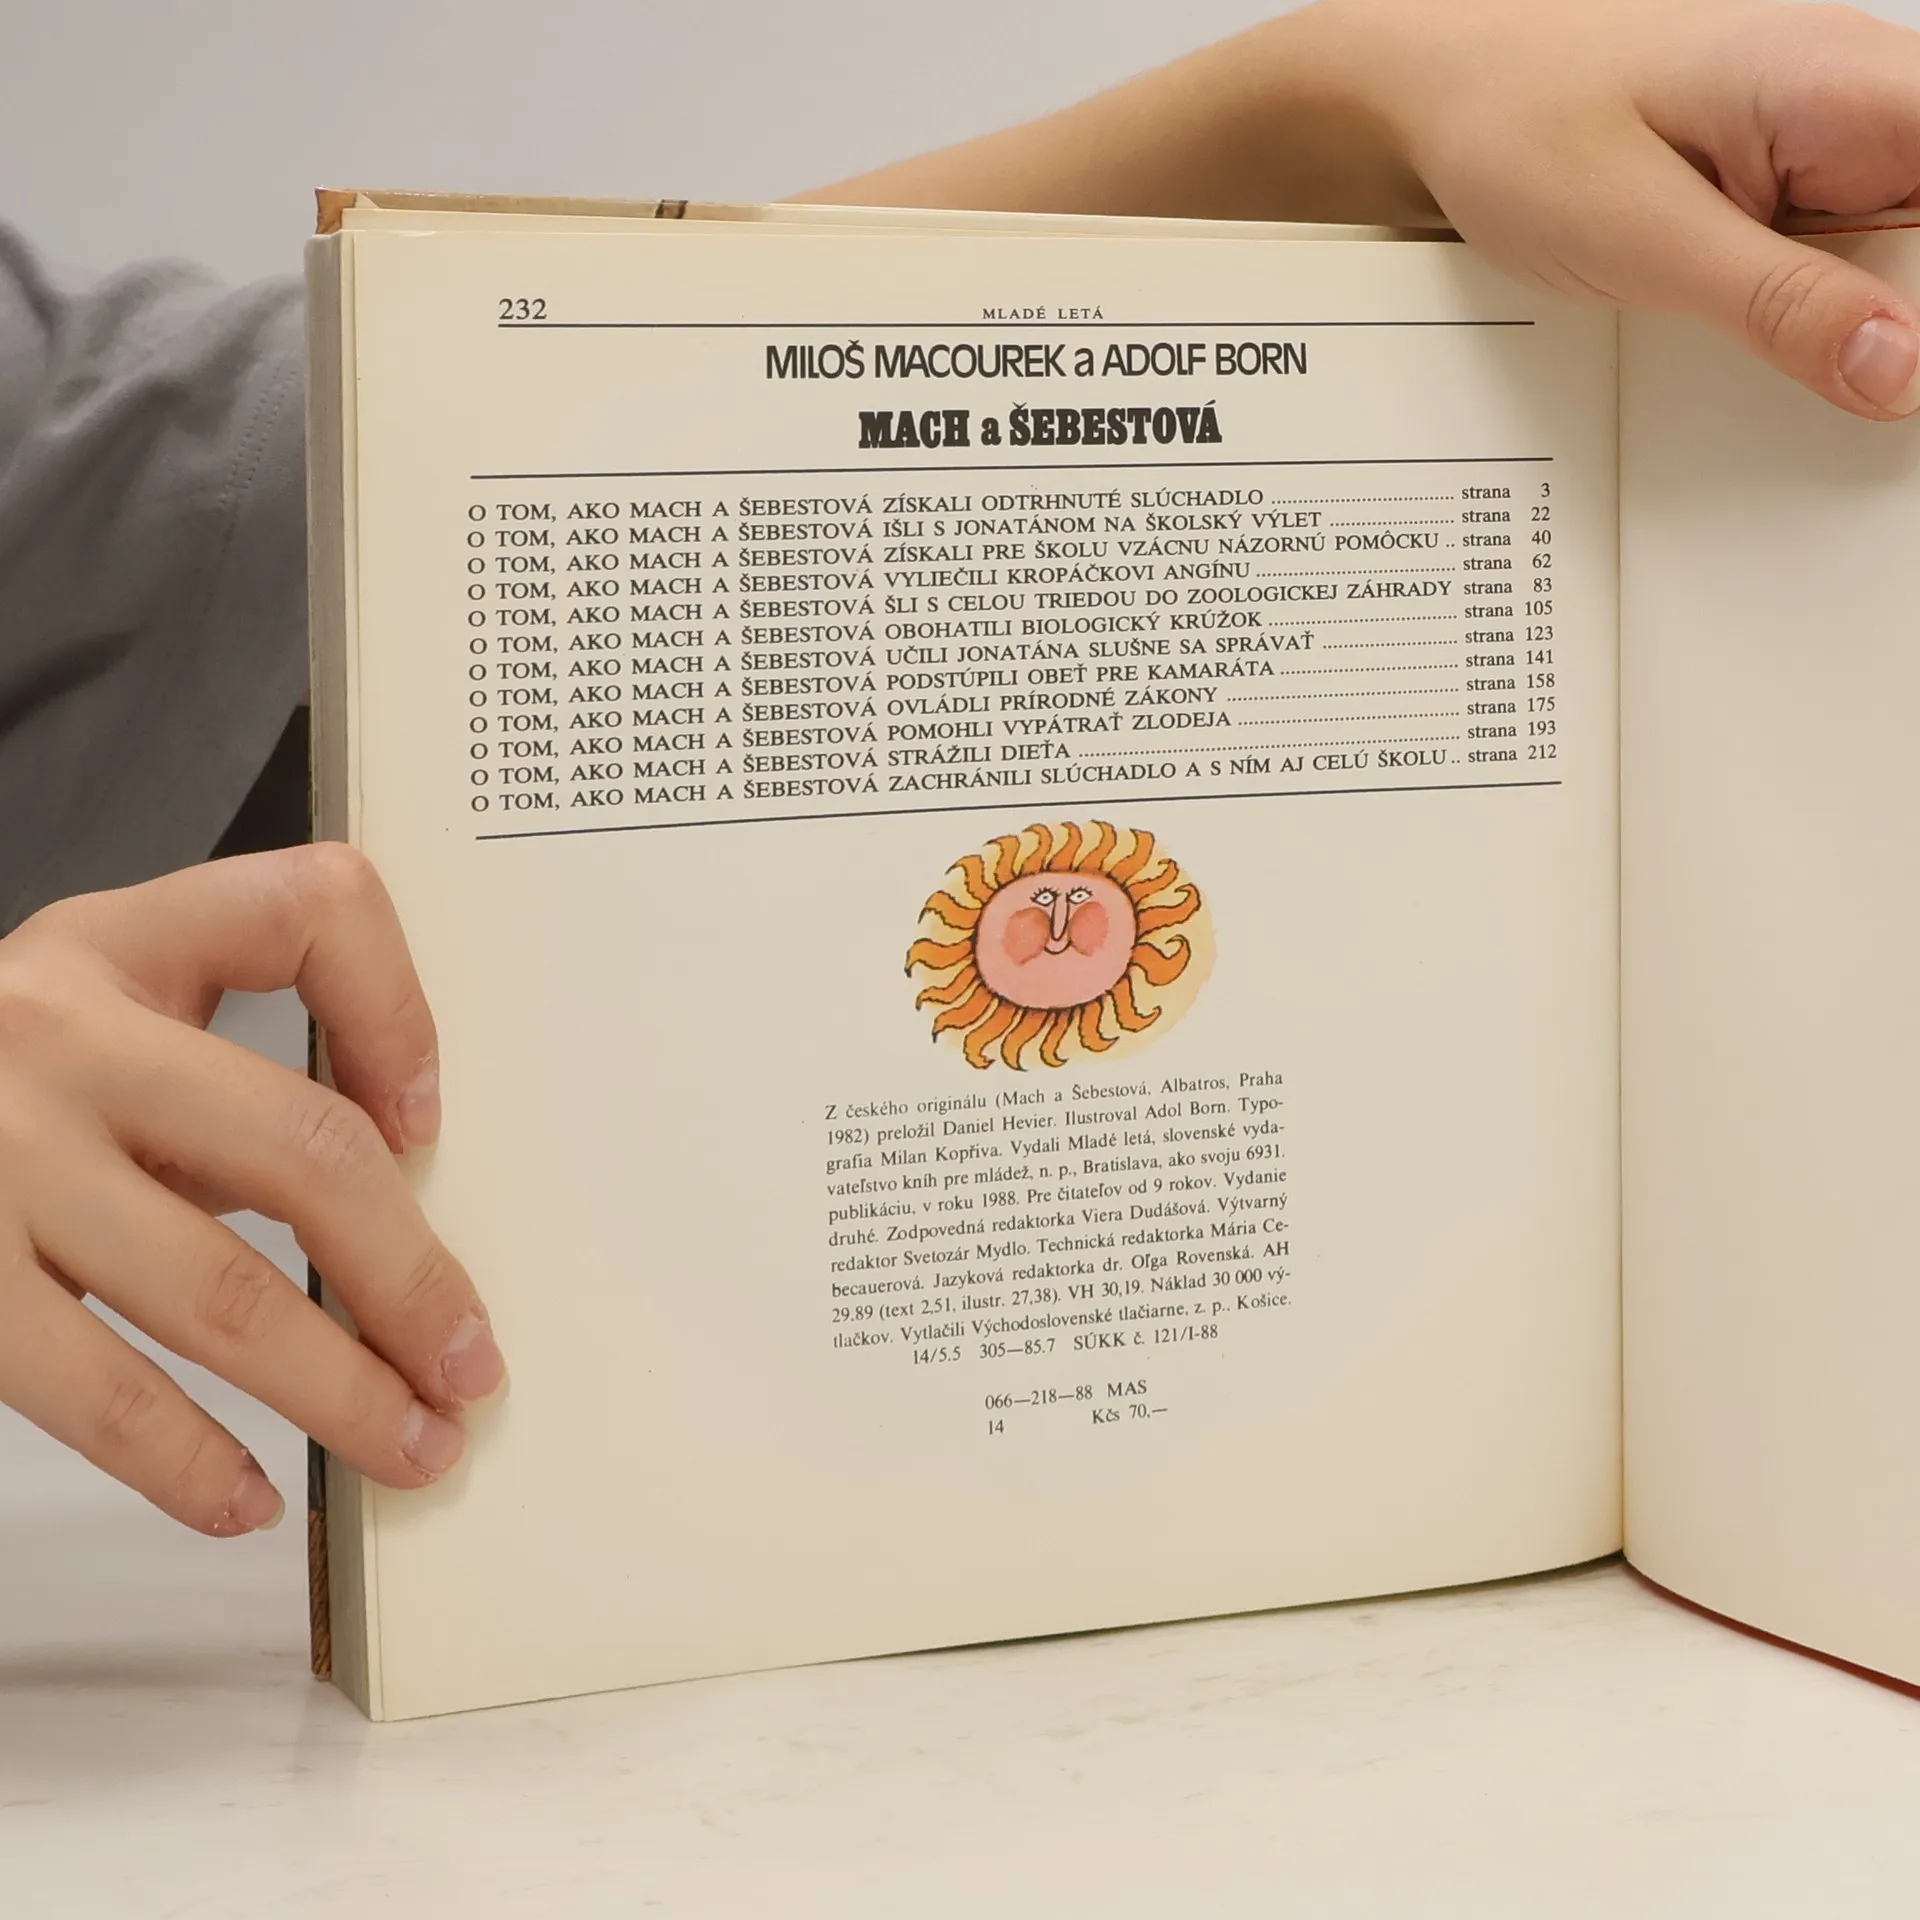 232
MLADÉ LETÁ
MILOŠ MACOUREK a ADOLF BORN
MACH a ŠEBESTOVÁ
O TOM, AKO MACH A ŠEBESTOVÁ ZÍSKALI ODTRHNUTÉ SLÚCHADLO ........................ strana 3
O TOM, AKO MACH A ŠEBESTOVÁ IŠLI S JONATÁNOM NA ŠKOLSKÝ VÝLET ................ strana 22
O TOM, AKO MACH A ŠEBESTOVÁ ZÍSKALI PRE ŠKOLU VZÁCNU NÁZORNÚ POMÔCKU .. strana 40
O TOM, AKO MACH A ŠEBESTOVÁ VYLIEČILI KROPÁČKOVI ANGÍNU ........................ strana 62
O TOM, AKO MACH A ŠEBESTOVÁ ŠLI S CELOU TRIEDOU DO ZOOLOGICKEJ ZÁHRADY strana 83
O TOM, AKO MACH A ŠEBESTOVÁ OBOHATILI BIOLOGICKÝ KRÚŽOK ........................ strana 105
O TOM, AKO MACH A ŠEBESTOVÁ UČILI JONATÁNA SLUŠNE SA SPRÁVAŤ ................ strana 123
O TOM, AKO MACH A ŠEBESTOVÁ PODSTÚPILI OBEŤ PRE KAMARÁTA ...................... strana 141
O TOM, AKO MACH A ŠEBESTOVÁ OVLÁDLI PRÍRODNÉ ZÁKONY ........................... strana 158
O TOM, AKO MACH A ŠEBESTOVÁ POMOHLI VYPÁTRAŤ ZLODEJA .......................... strana 175
O TOM, AKO MACH A ŠEBESTOVÁ STRÁŽILI DIEŤA .......................................... strana 193
O TOM, AKO MACH A ŠEBESTOVÁ ZACHRÁNILI SLÚCHADLO A S NÍM AJ CELÚ ŠKOLU .. strana 212
Z českého originálu (Mach a Šebestová, Albatros, Praha
1982) preložil Daniel Hevier. Ilustroval Adol Born. Typo-
grafia Milan Kopřiva. Vydali Mladé letá, slovenské vyda-
vateľstvo kníh pre mládež, n. p., Bratislava, ako svoju 6931.
publikáciu, v roku 1988. Pre čitateľov od 9 rokov. Vydanie
druhé. Zodpovedná redaktorka Viera Dudášová. Výtvarný
redaktor Svetozár Mydlo. Technická redaktorka Mária Ce-
becauerová. Jazyková redaktorka dr. Oľga Rovenská. AH
29,89 (text 2,51, ilustr. 27,38). VH 30,19. Náklad 30 000 vý-
tlačkov. Vytlačili Východoslovenské tlačiarne, z. p., Košice.
14/5.5 305—85.7 SÚKK č. 121/I-88
066—218—88 MAS
14 Kčs 70,—